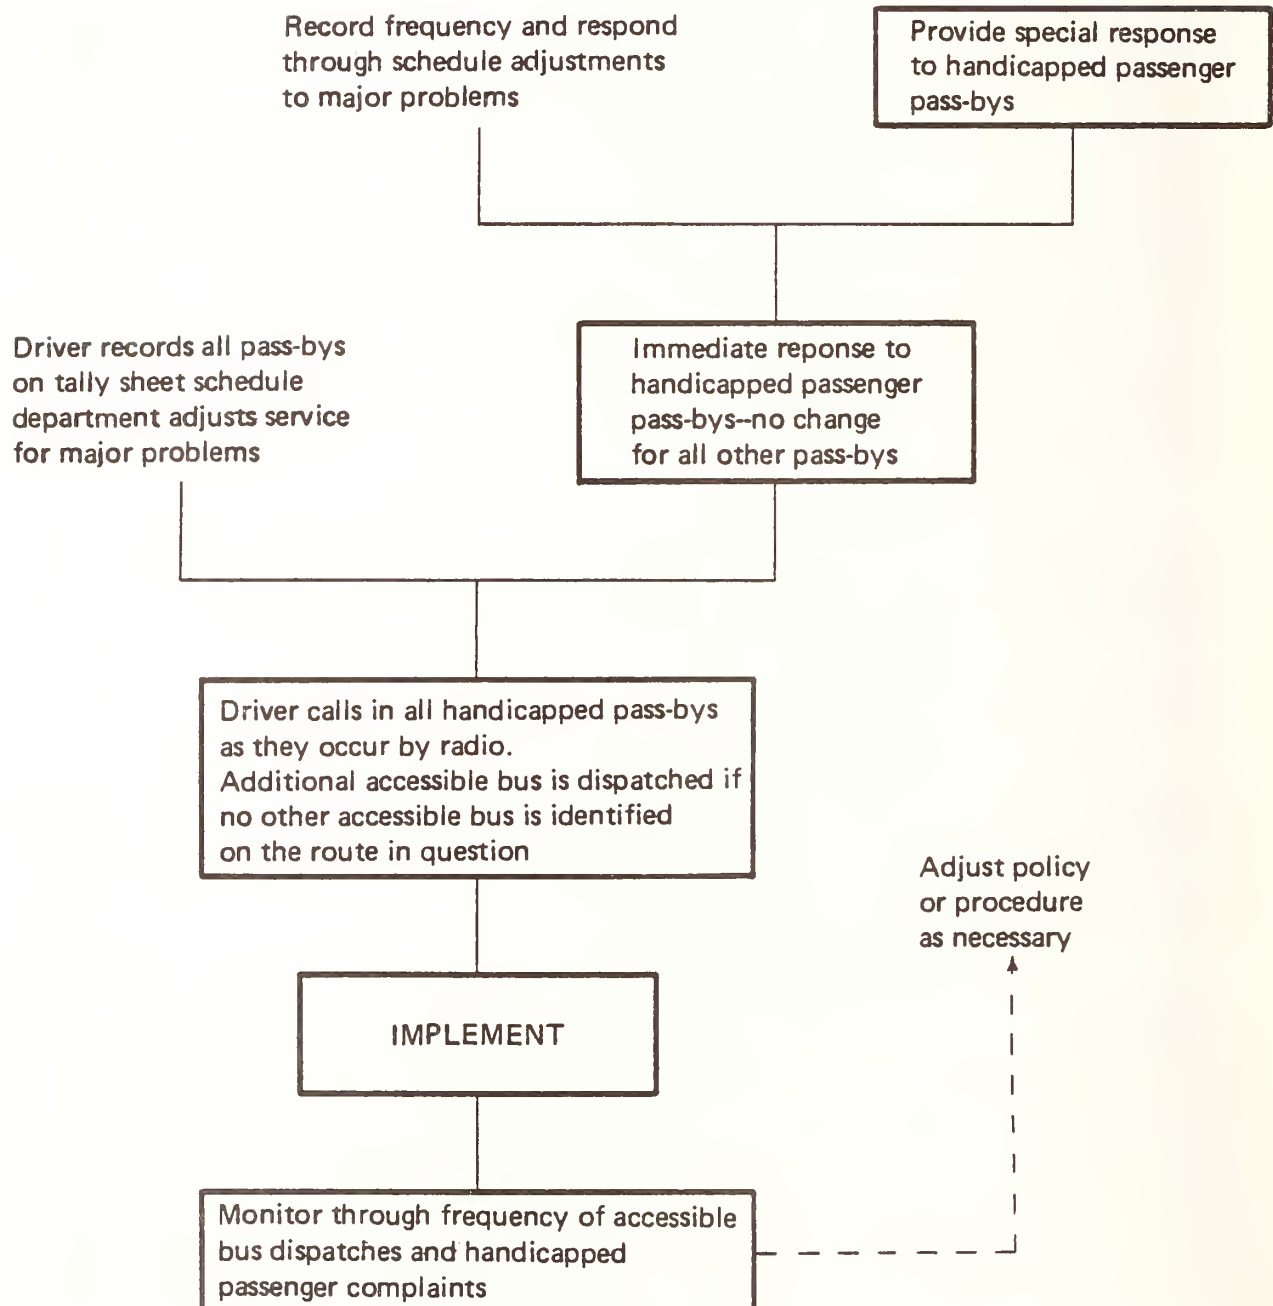 Record frequency and respond
through schedule adjustments
to major problems
Provide special response
to handicapped passenger
pass-bys
Driver records all pass-bys
on tally sheet schedule
department adjusts service
for major problems
Immediate reponse to
handicapped passenger
pass-bys--no change
for all other pass-bys
Driver calls in all handicapped pass-bys
as they occur by radio.
Additional accessible bus is dispatched if
no other accessible bus is identified
on the route in question
Adjust policy
or procedure
as necessary
IMPLEMENT
Monitor through frequency of accessible
bus dispatches and handicapped
passenger complaints